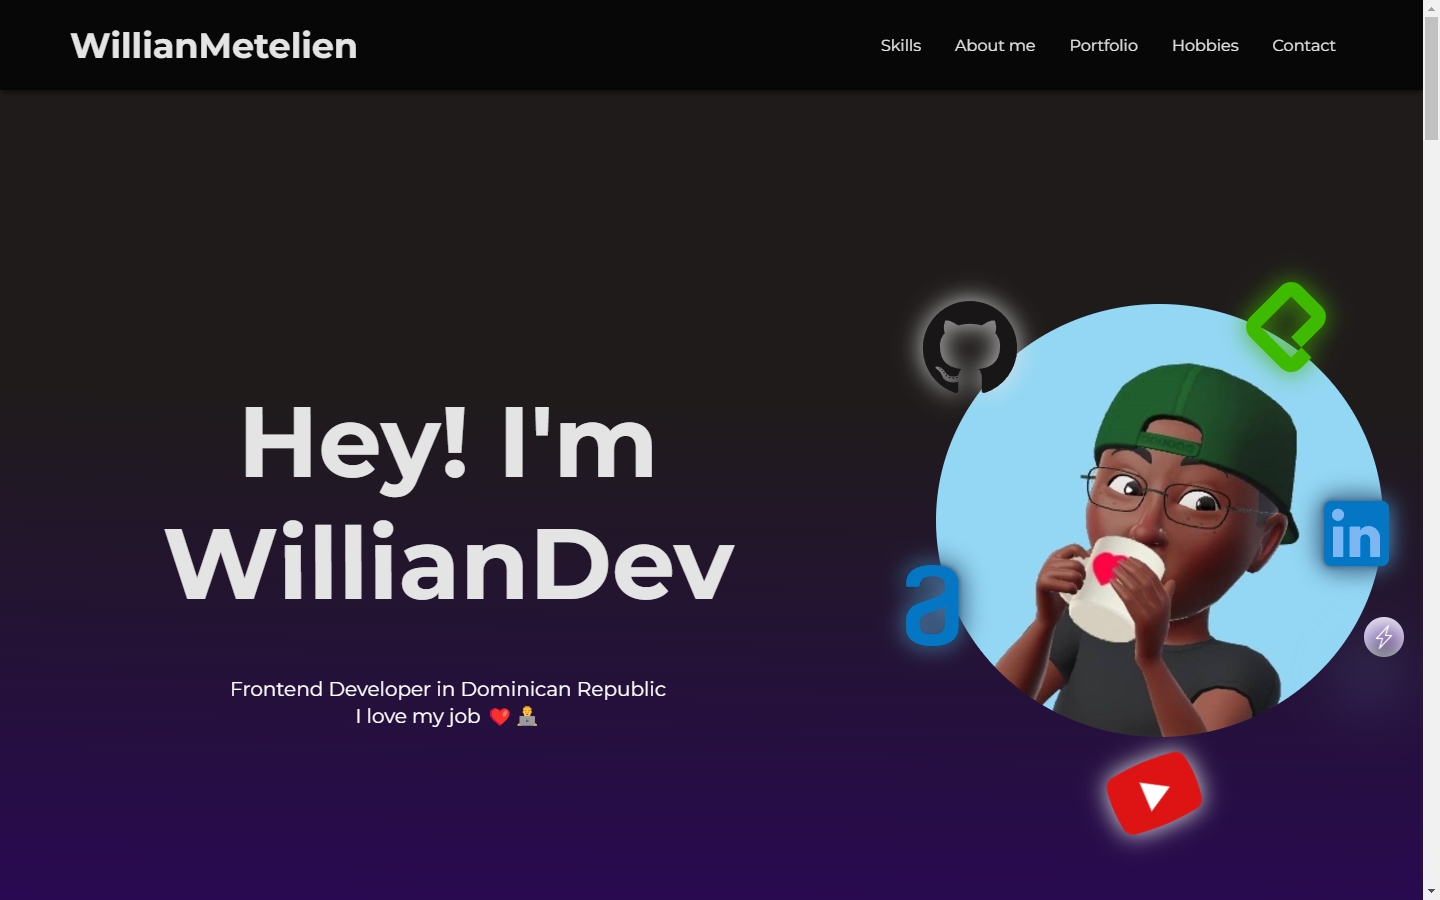 WillianMetelien
Skills About me Portfolio Hobbies Contact
Hey! I'm
WillianDev
Frontend Developer in Dominican Republic
I love my job ❤️ 👨‍💻
a
in